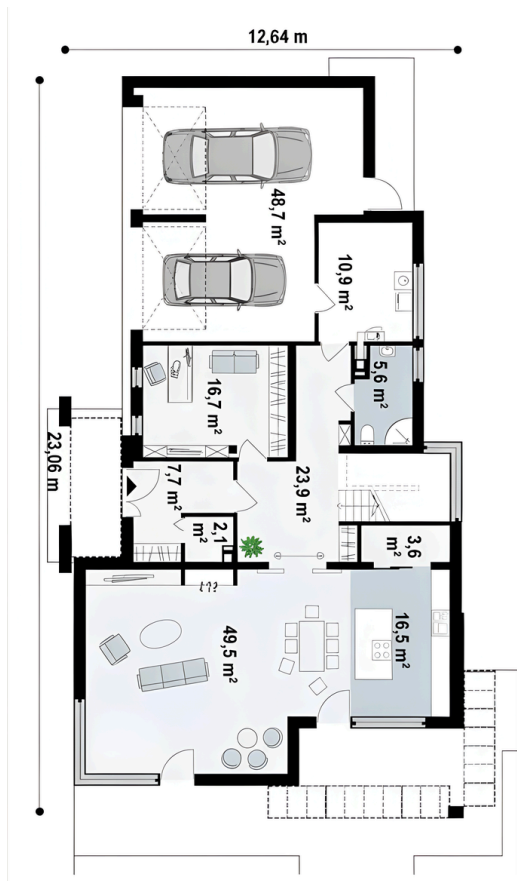 12,64 m
48,7 m²
10,9 m²
5,6 m²
16,7 m²
23,06 m
7,7 m²
23,9 m²
2,1
m²
3,6
m²
49,5 m²
16,5 m²